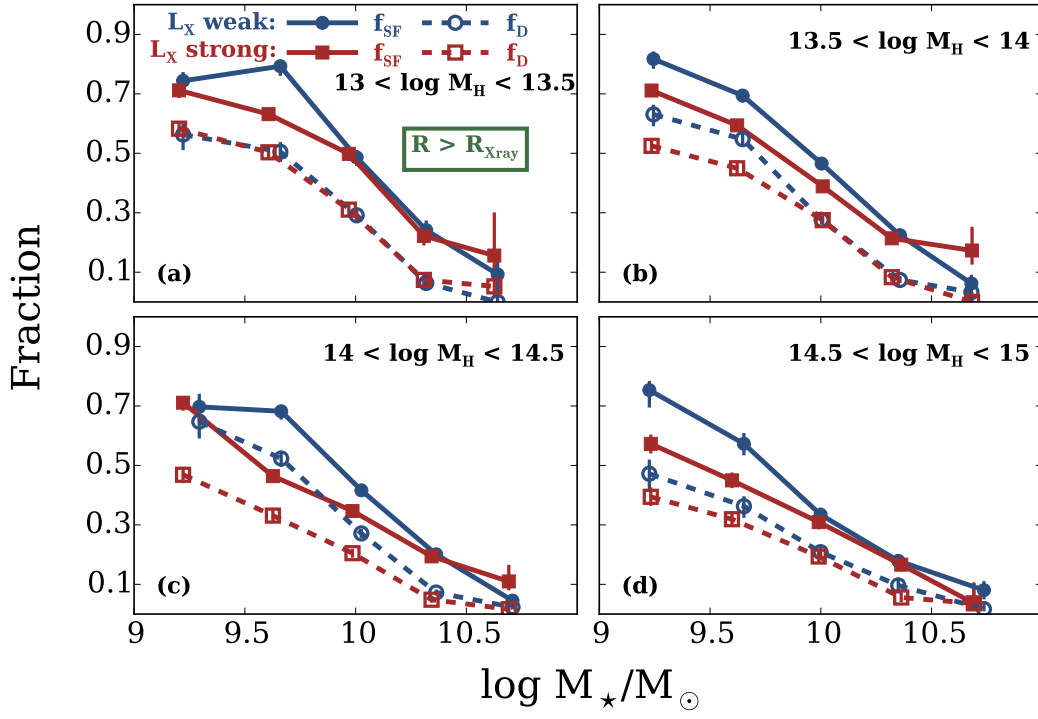 L_X weak: f_SF f_D
L_X strong: f_SF f_D
13 < log M_H < 13.5
R > R_Xray
(a)
0.9
0.7
0.5
0.3
0.1
13.5 < log M_H < 14
(b)
14 < log M_H < 14.5
(c)
0.9
0.7
0.5
0.3
0.1
9
9.5
10
10.5
14.5 < log M_H < 15
(d)
9
9.5
10
10.5
Fraction
log M_⋆/M_⊙